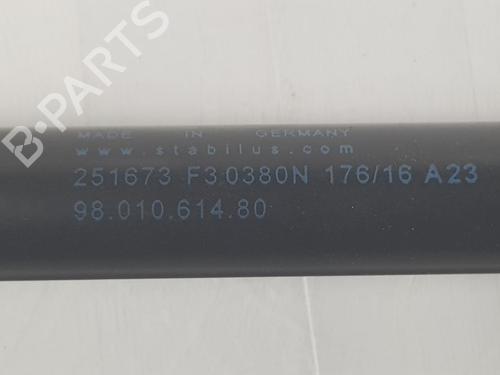 B-PARTS
MADE IN GERMANY
www.stabilus.com
251673 F3 0380N 176/16 A23
98.010.614.80